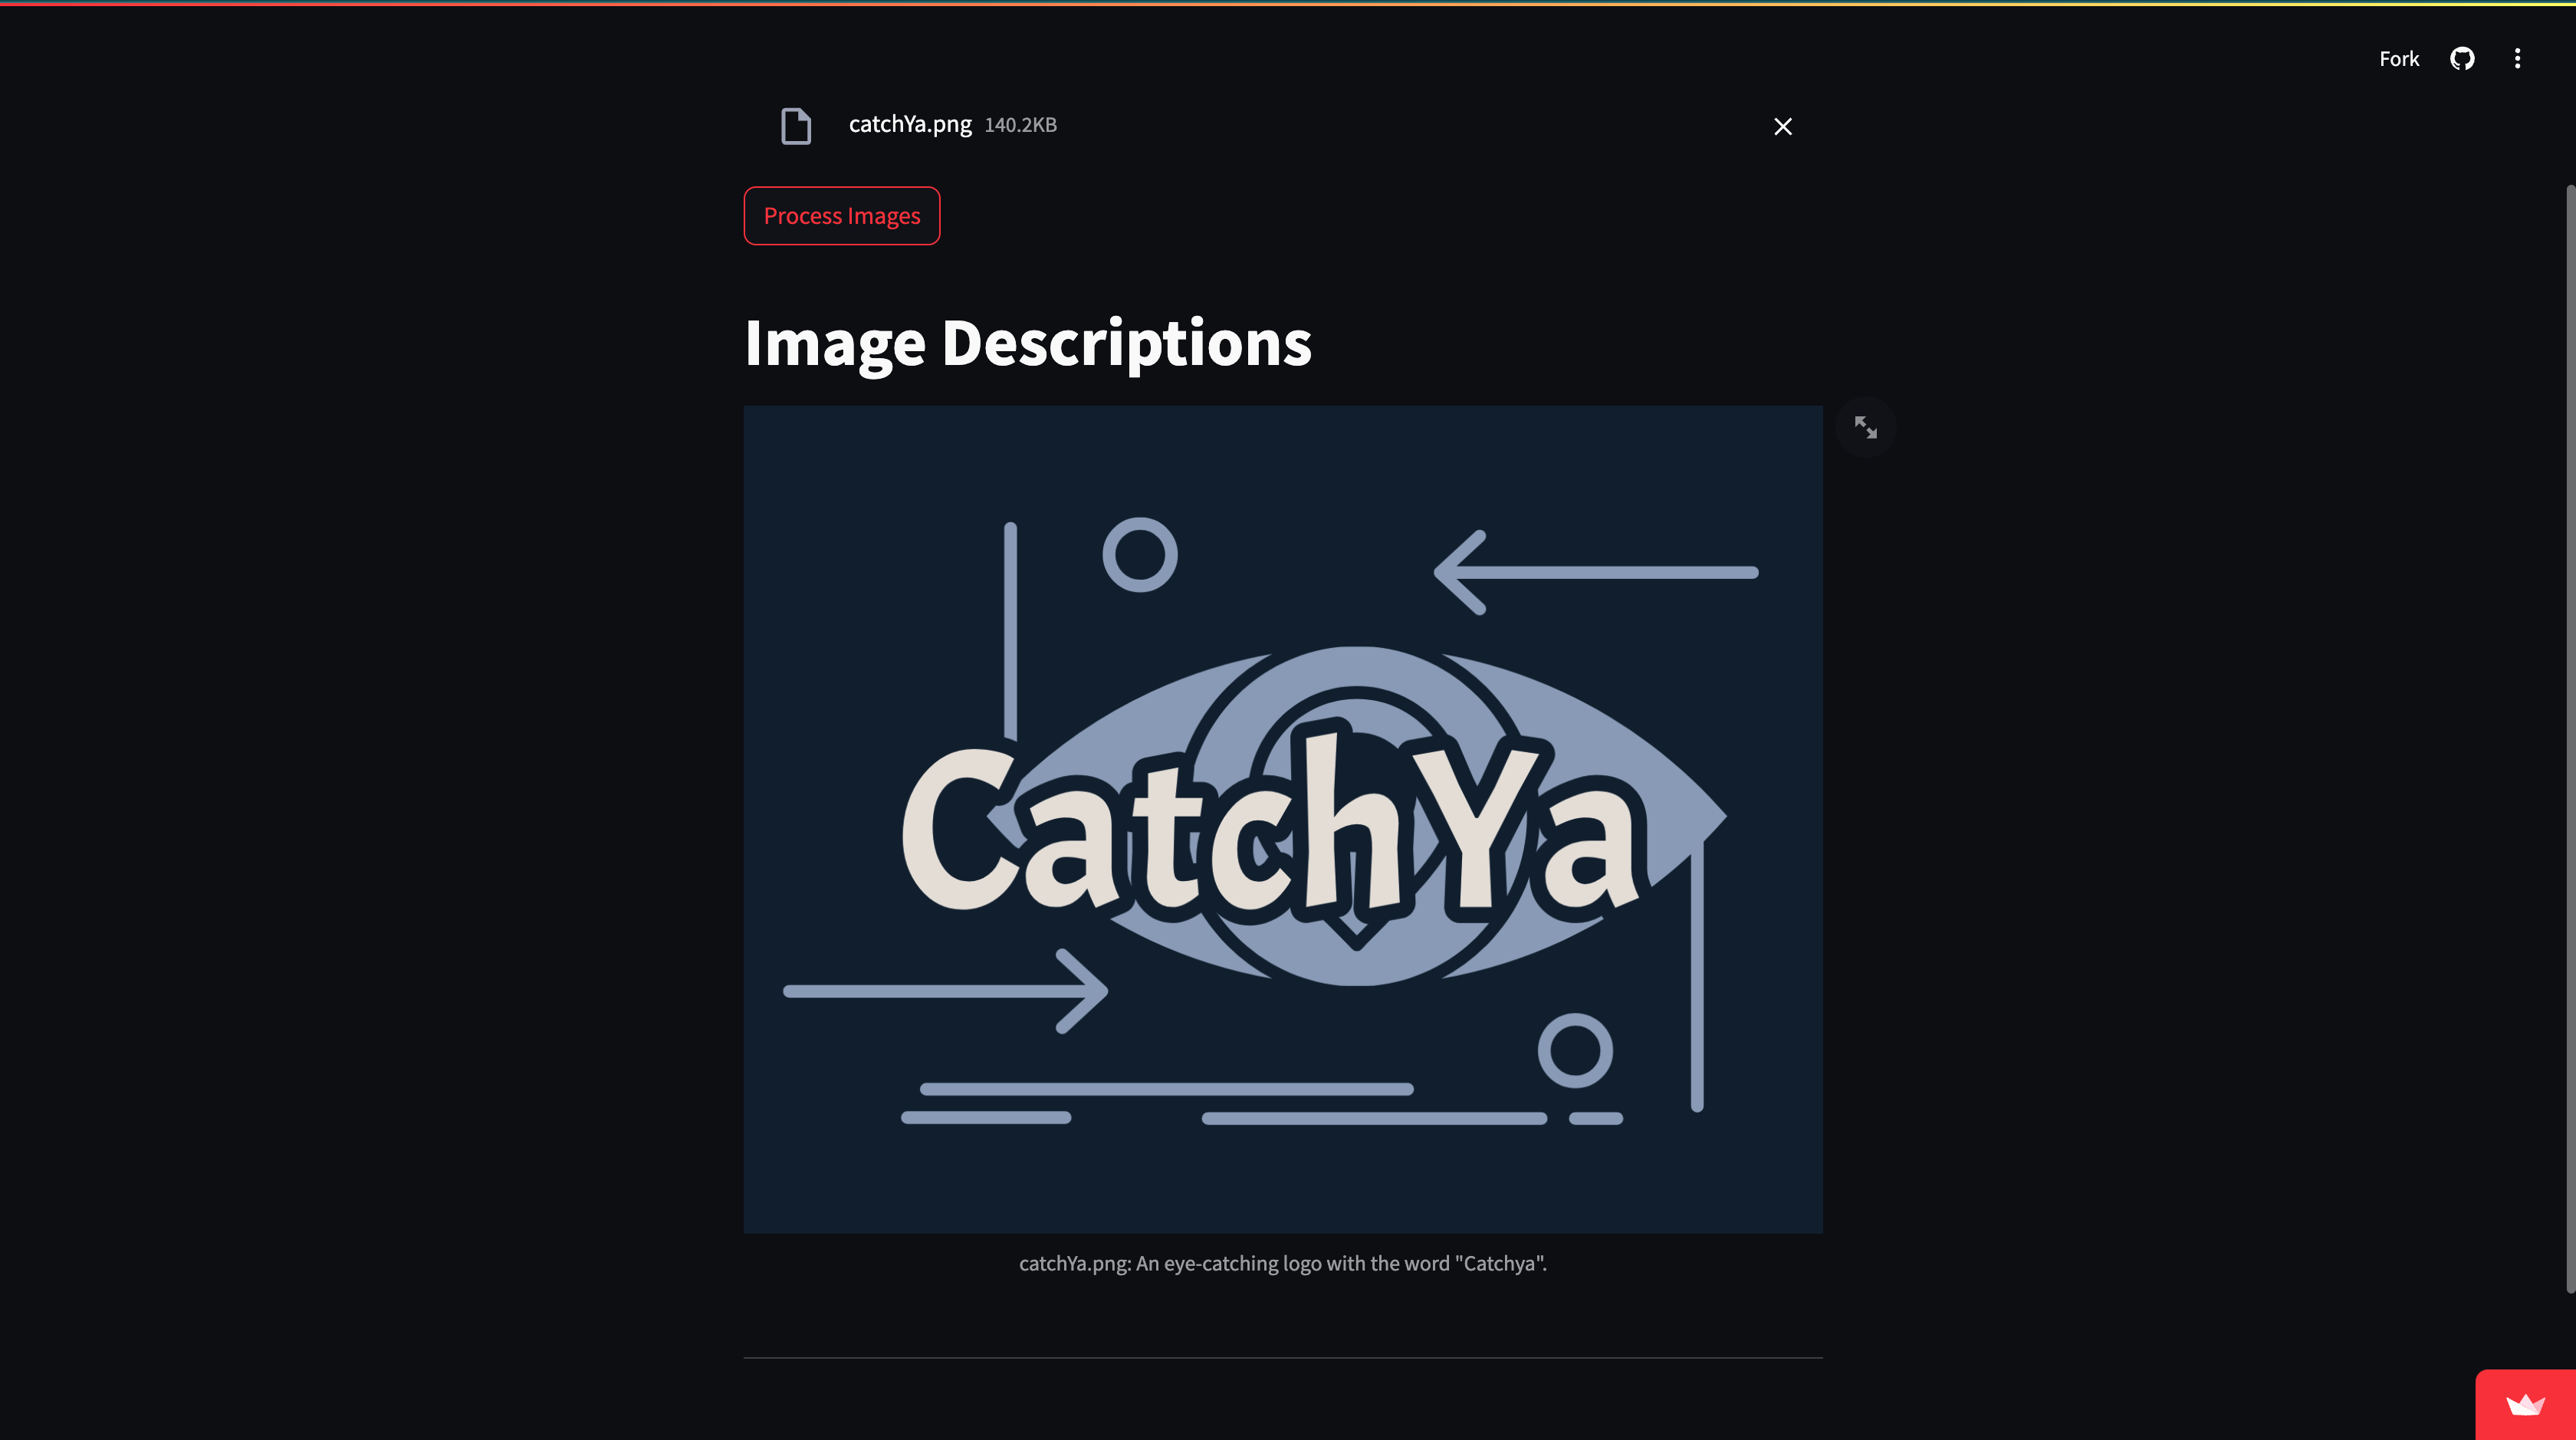 Fork
catchYa.png 140.2KB
Process Images
Image Descriptions
CatchYa
catchYa.png: An eye-catching logo with the word "Catchya".